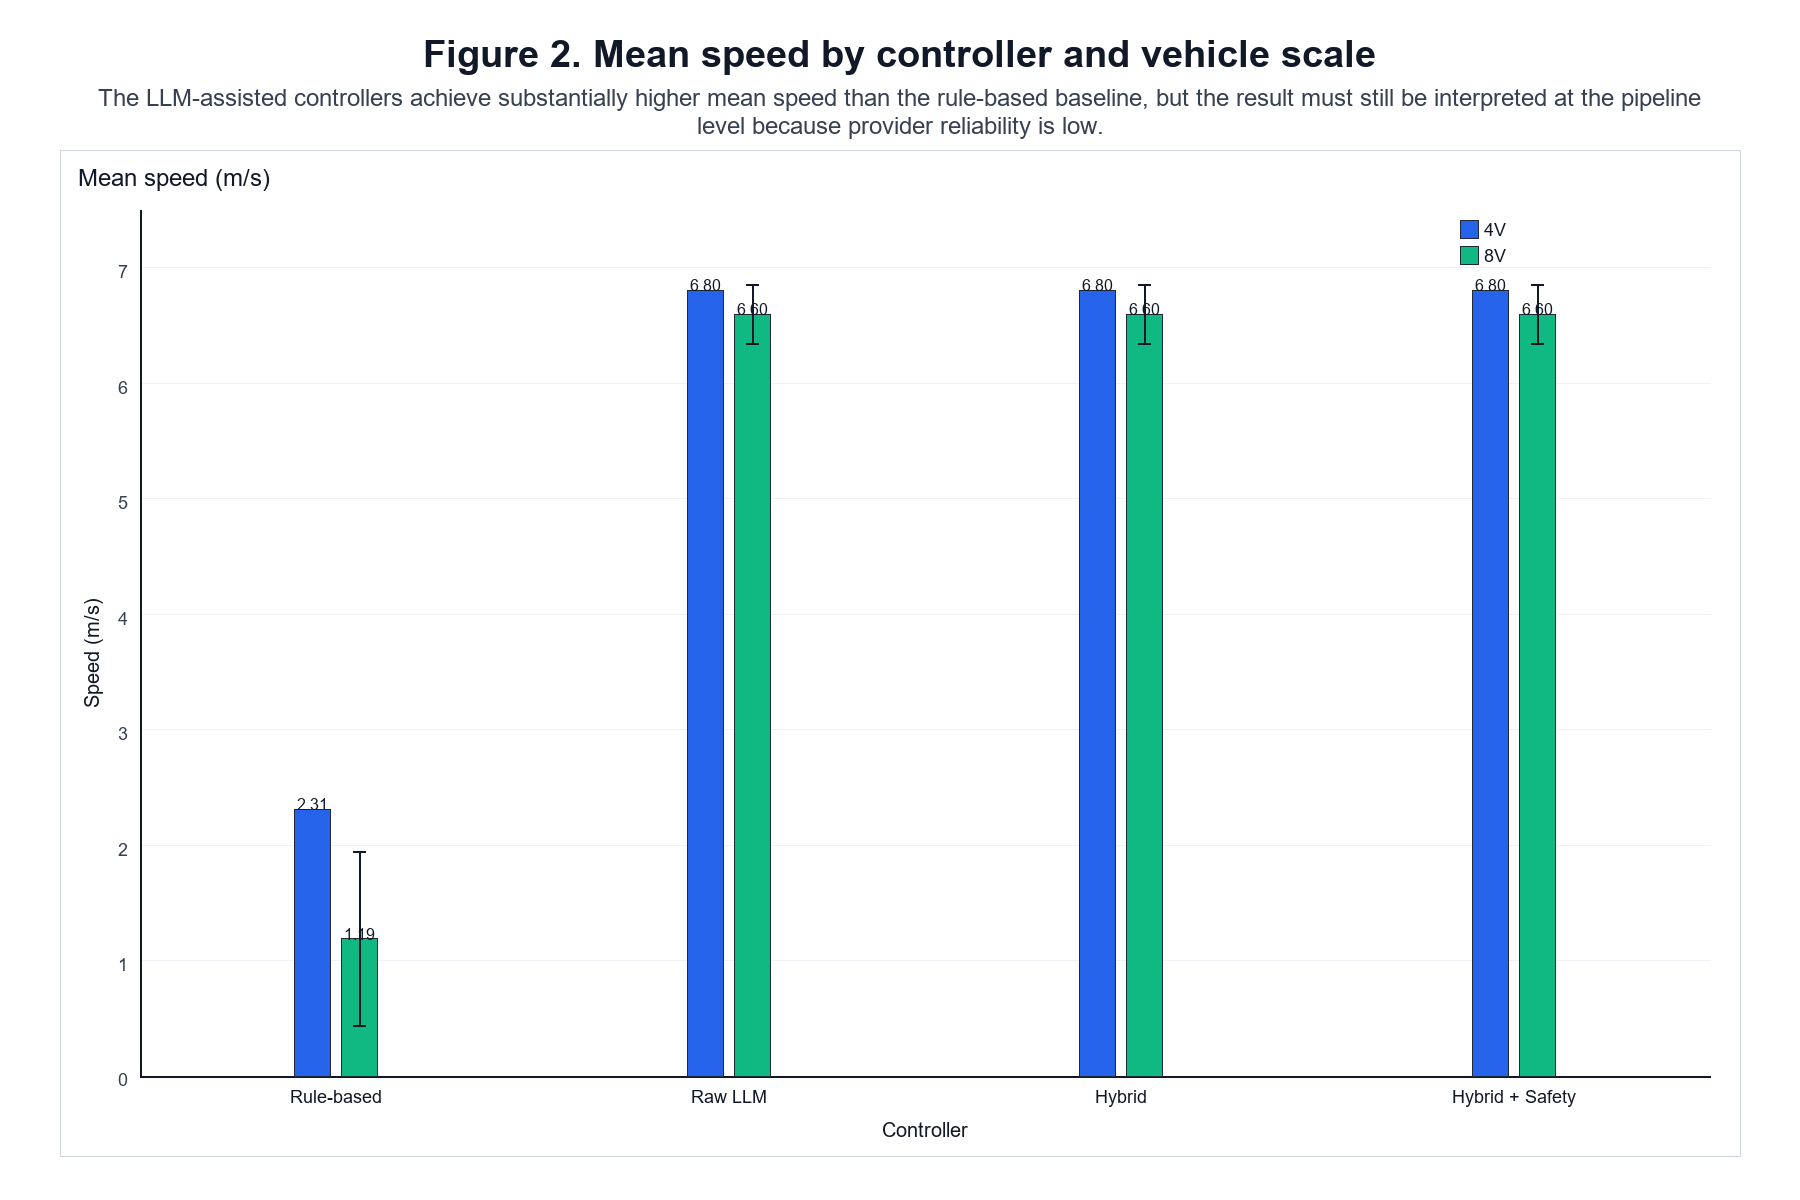 Figure 2. Mean speed by controller and vehicle scale
The LLM-assisted controllers achieve substantially higher mean speed than the rule-based baseline, but the result must still be interpreted at the pipeline
level because provider reliability is low.
Mean speed (m/s)
4V
8V
7
6
5
4
3
2
1
0
Speed (m/s)
2.31
1.19
6.80
6.60
6.80
6.60
6.80
6.60
Rule-based
Raw LLM
Hybrid
Hybrid + Safety
Controller